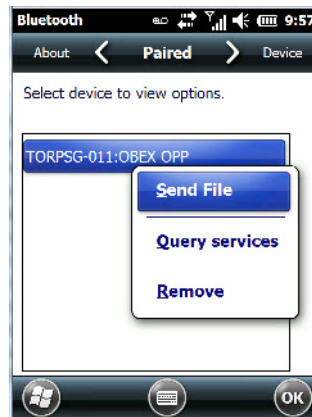 Bluetooth 9:57
About Paired Device
Select device to view options.
TORPSG-011:OBEX OPP
Send File
Query services
Remove
OK